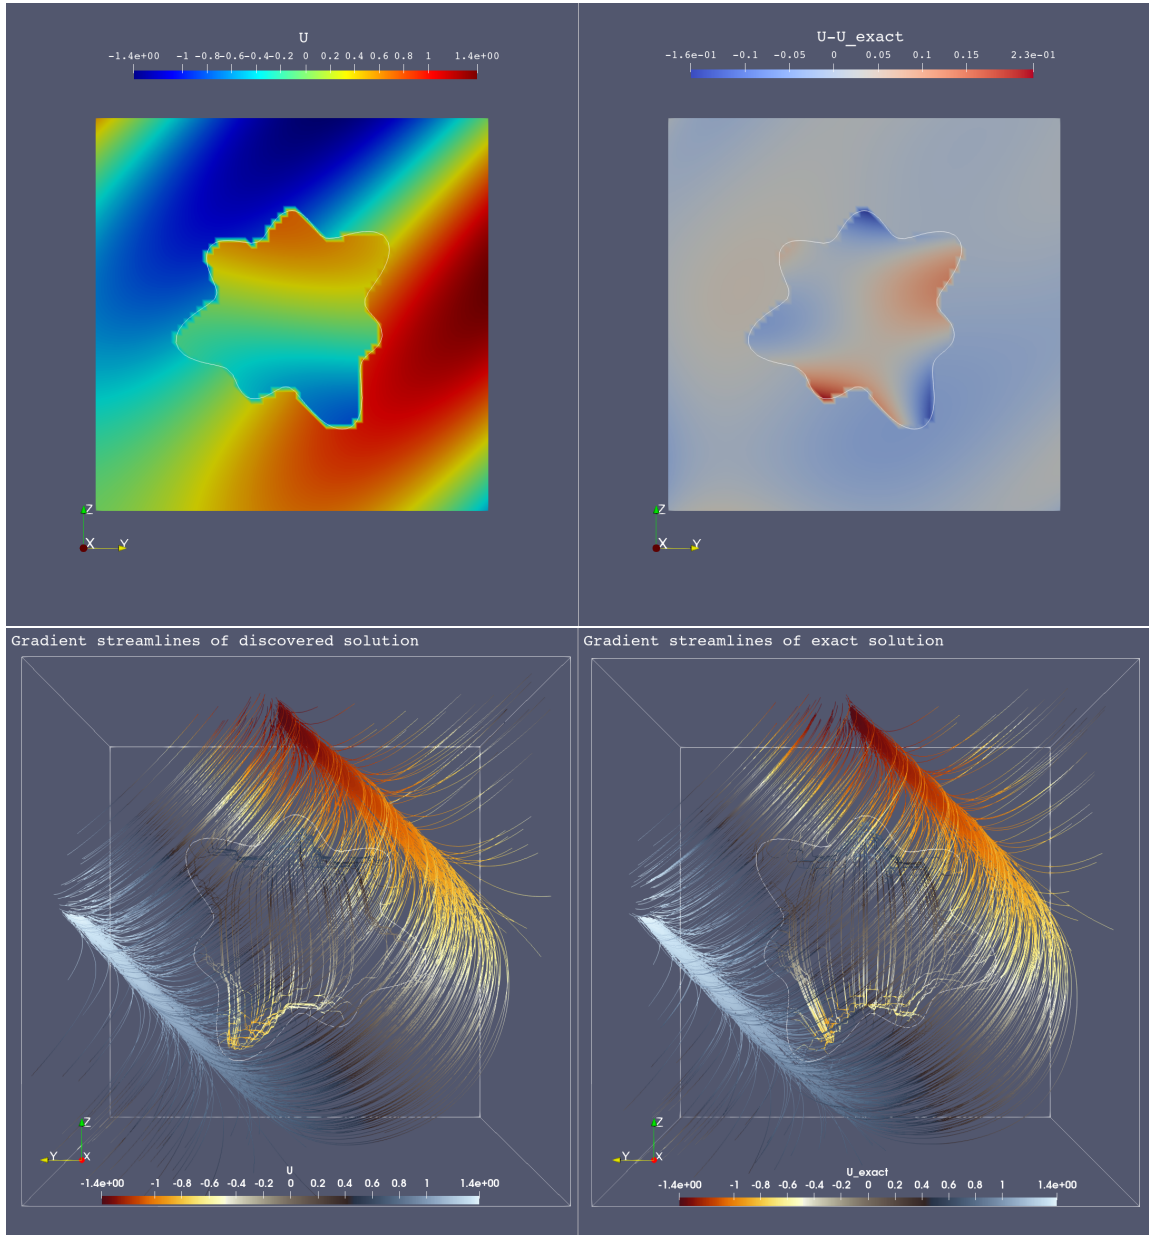 U
-1.4e+00 -1 -0.8 -0.6 -0.4 -0.2 0 0.2 0.4 0.6 0.8 1 1.4e+00
Z
X Y
U-U_exact
-1.6e-01 -0.1 -0.05 0 0.05 0.1 0.15 2.3e-01
Z
X Y
Gradient streamlines of discovered solution
Z
Y X
U
-1.4e+00 -1 -0.8 -0.6 -0.4 -0.2 0 0.2 0.4 0.6 0.8 1 1.4e+00
Gradient streamlines of exact solution
Z
Y X
U_exact
-1.4e+00 -1 -0.8 -0.6 -0.4 -0.2 0 0.2 0.4 0.6 0.8 1 1.4e+00